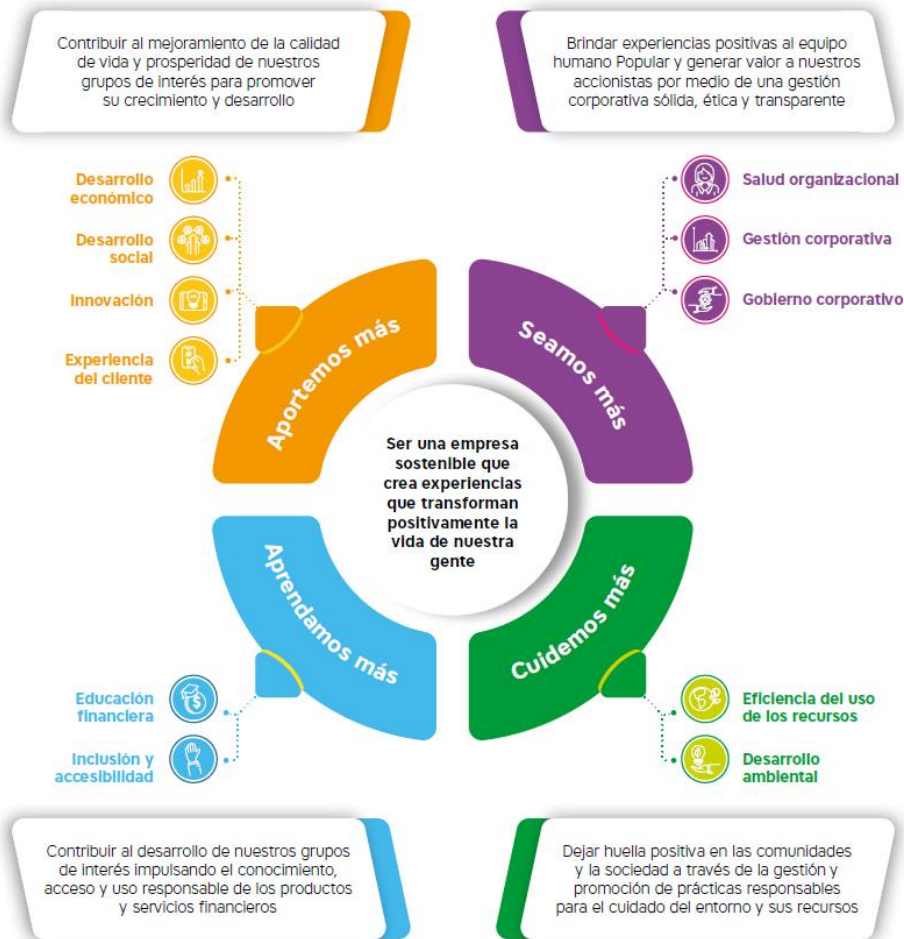 Contribuir al mejoramiento de la calidad
de vida y prosperidad de nuestros
grupos de interés para promover
su crecimiento y desarrollo
Brindar experiencias positivas al equipo
humano Popular y generar valor a nuestros
accionistas por medio de una gestión
corporativa sólida, ética y transparente
Desarrollo
económico
Desarrollo
social
Innovación
Experiencia
del cliente
Salud organizacional
Gestión corporativa
Gobierno corporativo
Aportemos más
Seamos más
Ser una empresa
sostenible que
crea experiencias
que transforman
positivamente la
vida de nuestra
gente
Aprendamos más
Cuidemos más
Educación
financiera
Inclusión y
accesibilidad
Eficiencia del uso
de los recursos
Desarrollo
ambiental
Contribuir al desarrollo de nuestros grupos
de interés impulsando el conocimiento,
acceso y uso responsable de los productos
y servicios financieros
Dejar huella positiva en las comunidades
y la sociedad a través de la gestión y
promoción de prácticas responsables
para el cuidado del entorno y sus recursos